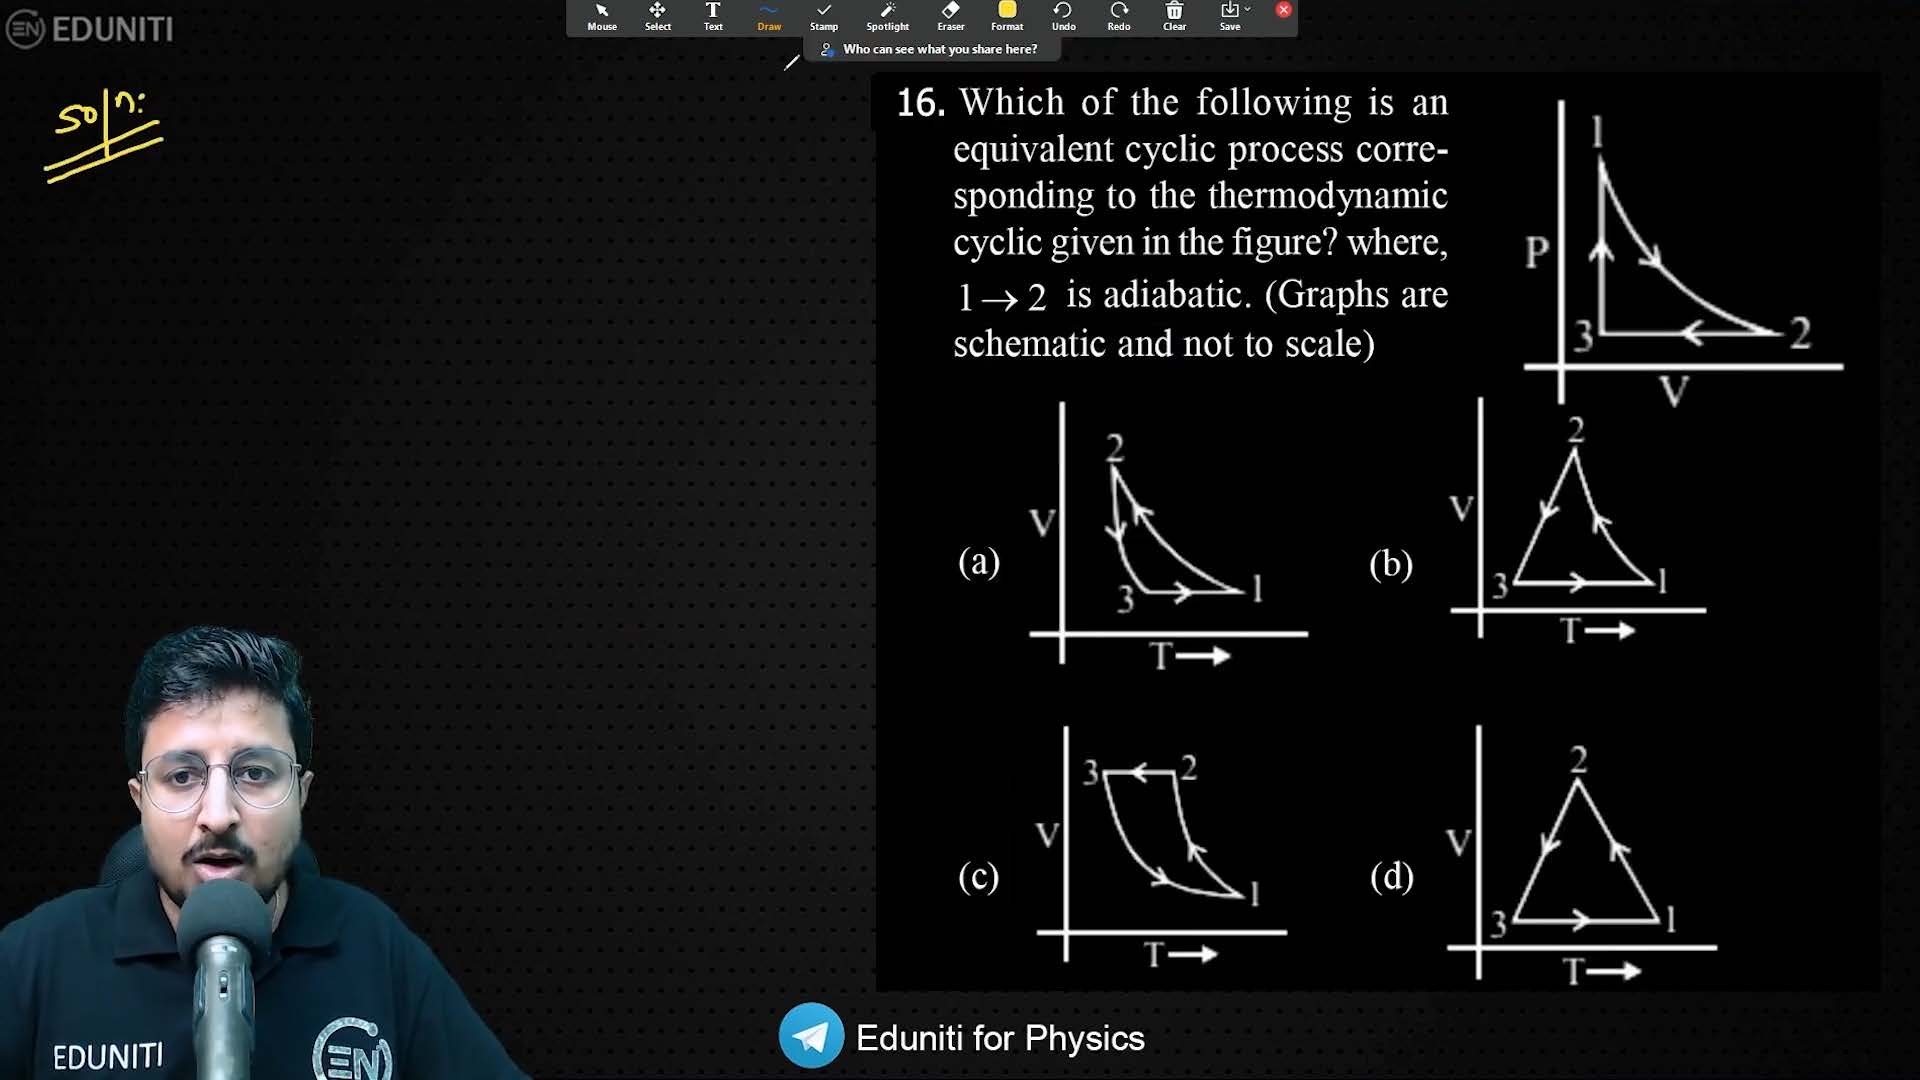 EDUNITI
Mouse
Select
Text
Draw
Stamp
Spotlight
Eraser
Format
Undo
Redo
Clear
Save
Who can see what you share here?
soln:
16. Which of the following is an
equivalent cyclic process corre-
sponding to the thermodynamic
cyclic given in the figure? where,
1→2 is adiabatic. (Graphs are
schematic and not to scale)
1
P
3
2
V
(a)
2
V
3
1
T→
(b)
2
V
3
1
T→
(c)
3
2
V
1
T→
(d)
2
V
3
1
T→
EDUNITI
EN
Eduniti for Physics